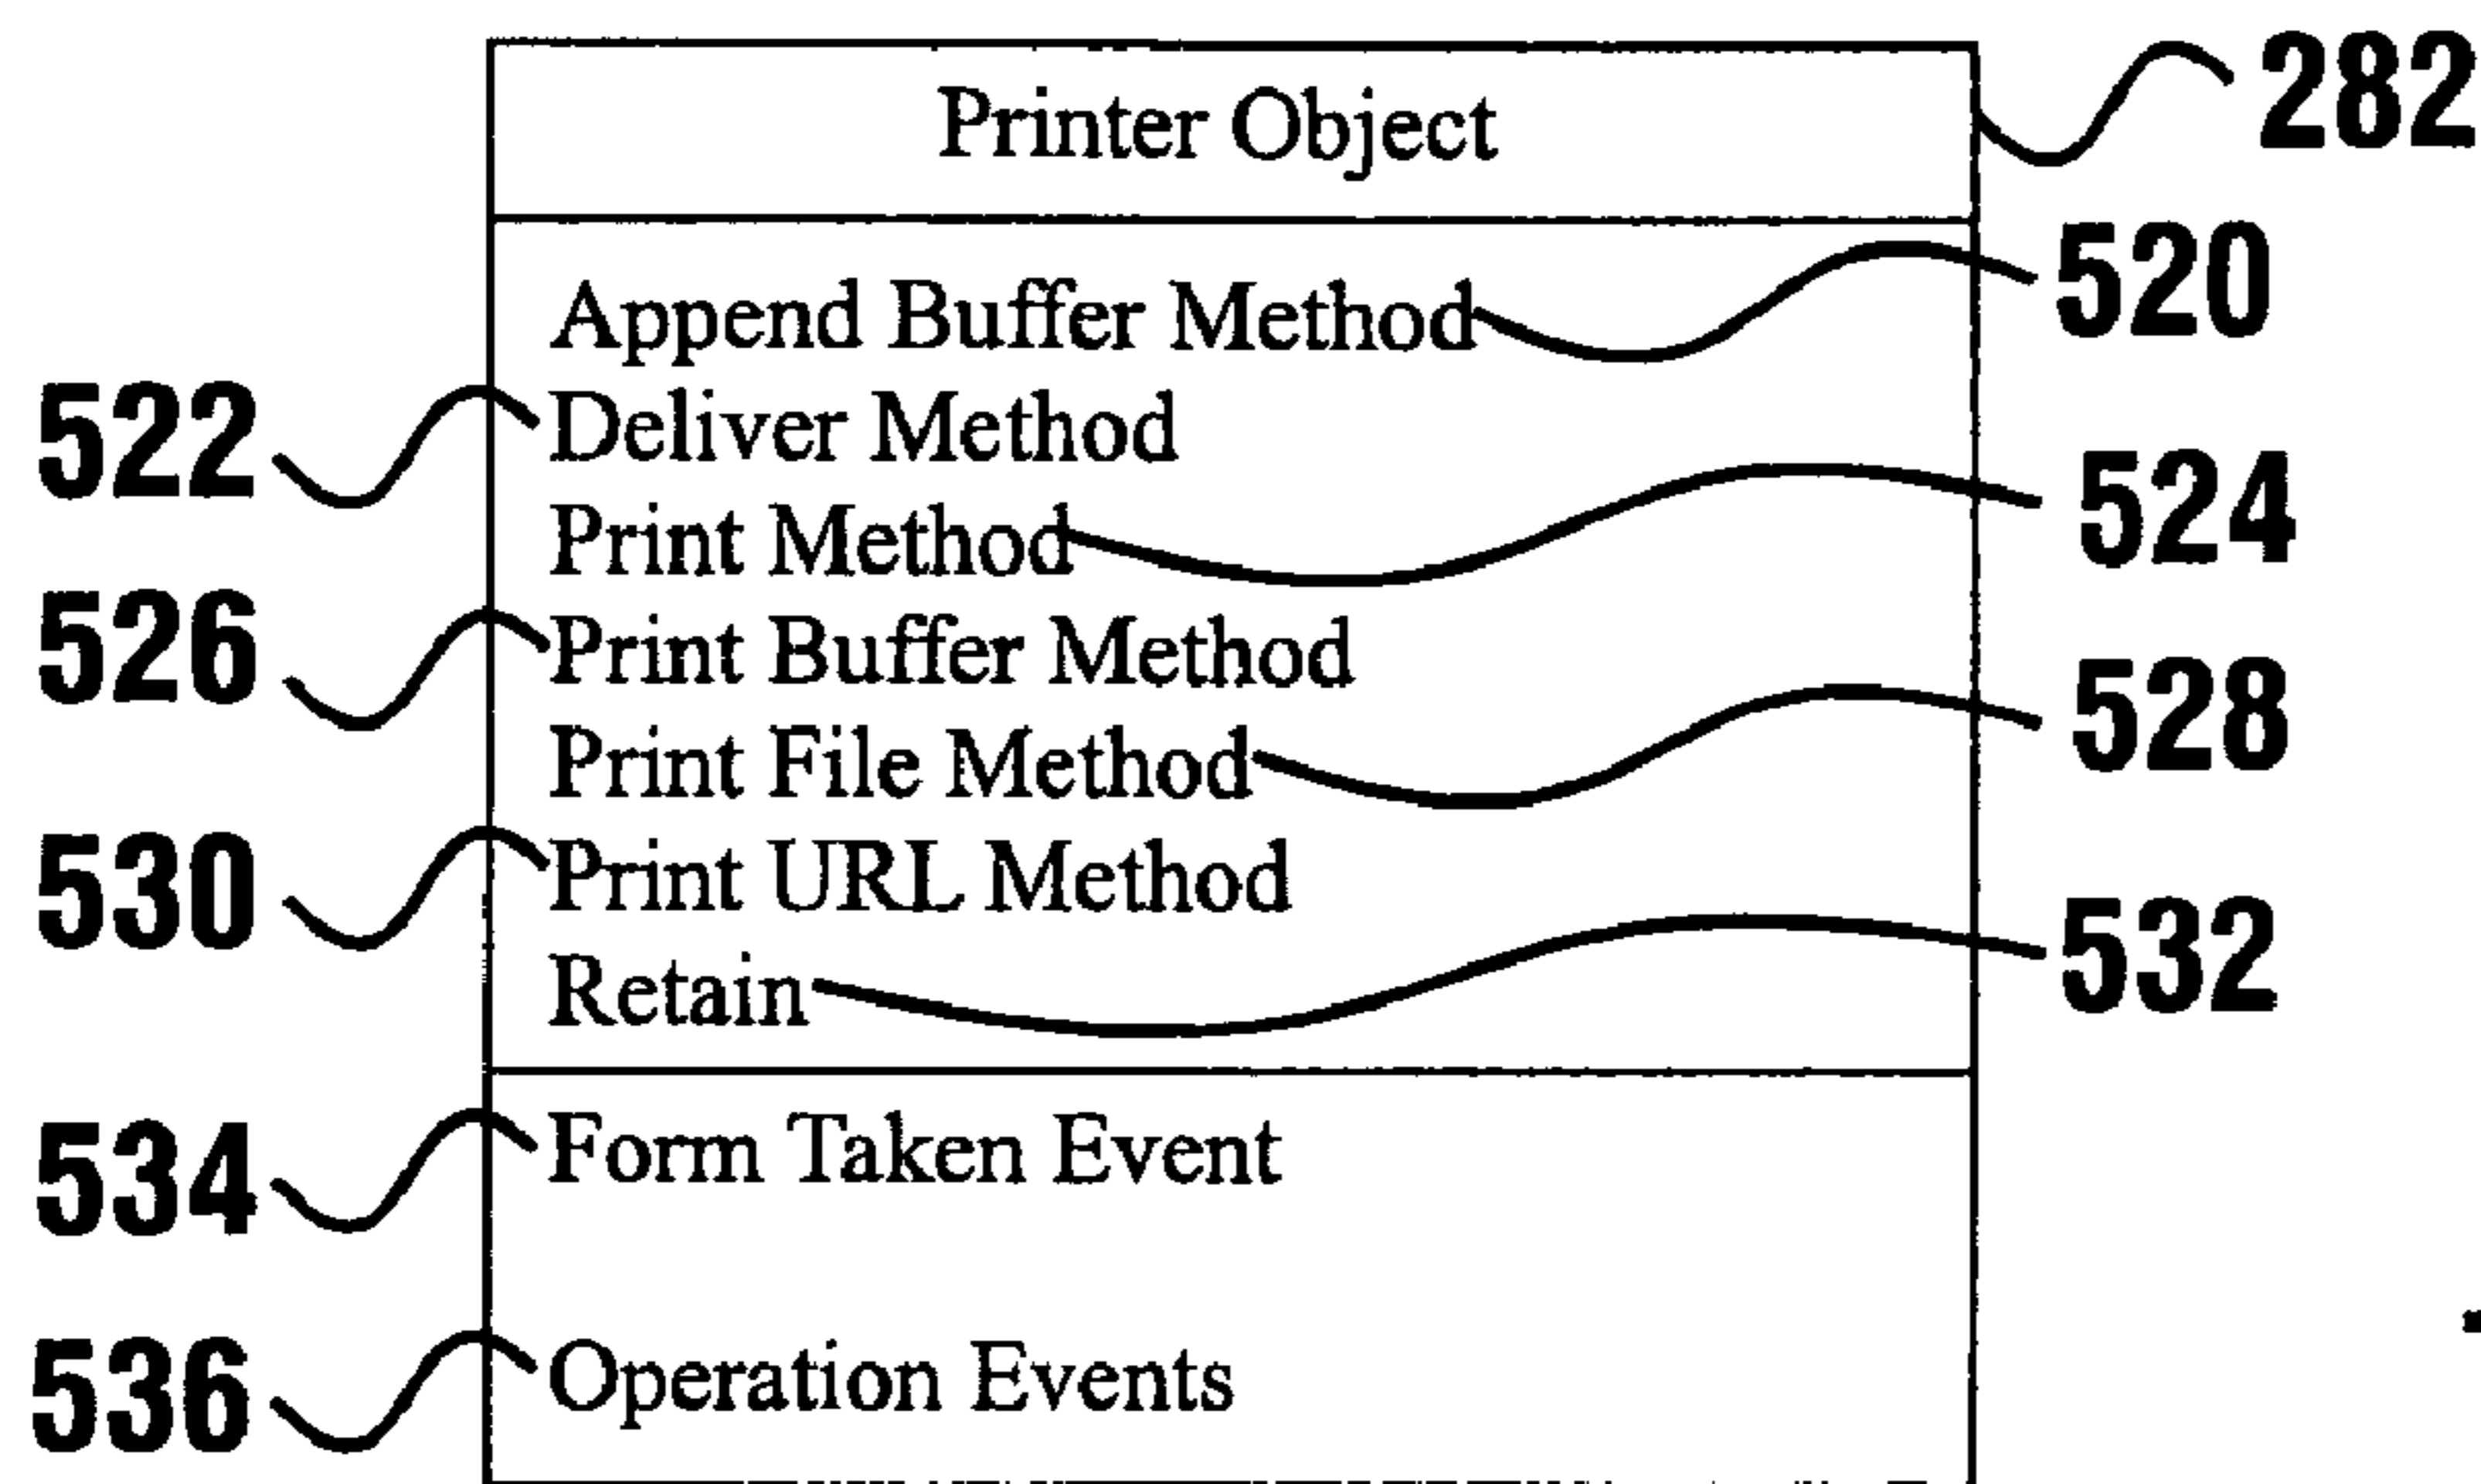 Printer Object 282
Append Buffer Method 520
522 Deliver Method
Print Method 524
526 Print Buffer Method
Print File Method 528
530 Print URL Method
Retain 532
534 Form Taken Event
536 Operation Events